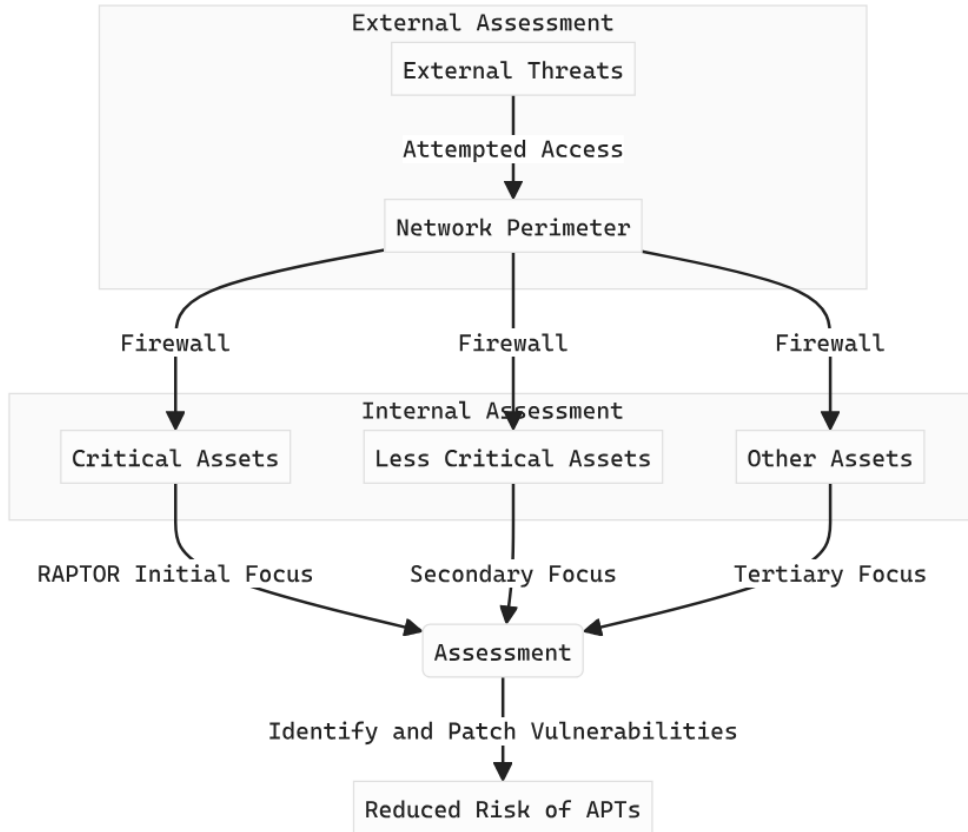 External Assessment
External Threats
Attempted Access
Network Perimeter
Firewall
Firewall
Firewall
Internal Assessment
Critical Assets
Less Critical Assets
Other Assets
RAPTOR Initial Focus
Secondary Focus
Tertiary Focus
Assessment
Identify and Patch Vulnerabilities
Reduced Risk of APTs